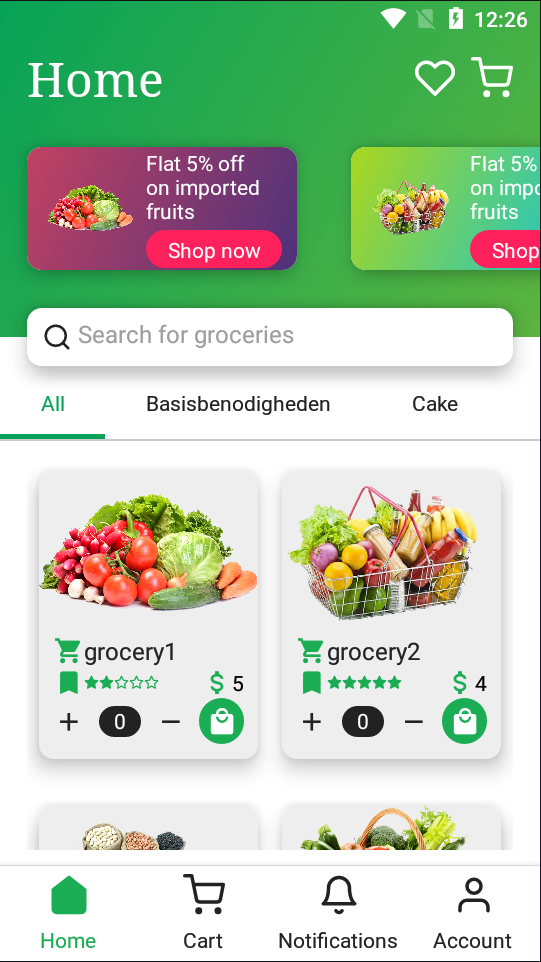 12:26
Home
Flat 5% off
on imported
fruits
Shop now
Flat 5%
on impo
fruits
Shop
Search for groceries
All Basisbenodigheden Cake
grocery1
$ 5
+ 0 −
grocery2
$ 4
+ 0 −
Home Cart Notifications Account